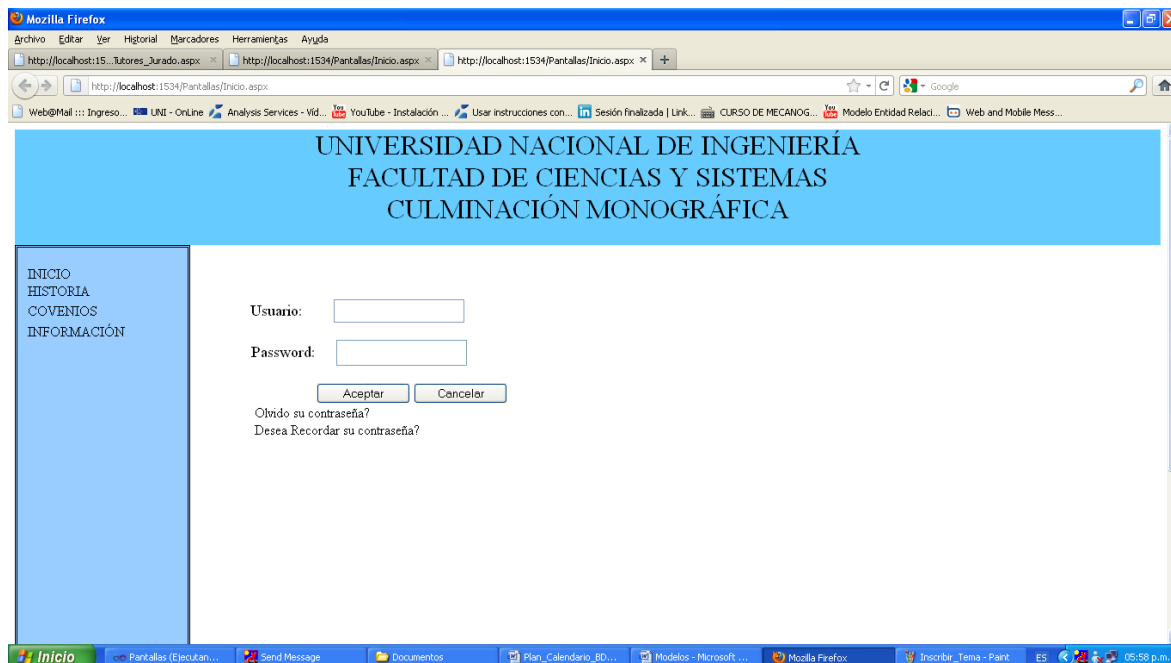 Mozilla Firefox
Archivo Editar Ver Historial Marcadores Herramientas Ayuda
http://localhost:15...Tutores_Jurado.aspx × http://localhost:1534/Pantallas/Inicio.aspx × http://localhost:1534/Pantallas/Inicio.aspx × +
http://localhost:1534/Pantallas/Inicio.aspx Google
Web@Mail ::: Ingreso... UNI - OnLine Analysis Services - Víd... YouTube - Instalación ... Usar instrucciones con... Sesión finalizada | Link... CURSO DE MECANOG... Modelo Entidad Relaci... Web and Mobile Mess...
UNIVERSIDAD NACIONAL DE INGENIERÍA
FACULTAD DE CIENCIAS Y SISTEMAS
CULMINACIÓN MONOGRÁFICA
INICIO
HISTORIA
COVENIOS
INFORMACIÓN
Usuario:
Password:
Aceptar Cancelar
Olvido su contraseña?
Desea Recordar su contraseña?
Inicio Pantallas (Ejecutan... Send Message Documentos Plan_Calendario_BD... Modelos - Microsoft ... Mozilla Firefox Inscribir_Tema - Paint ES 05:58 p.m.